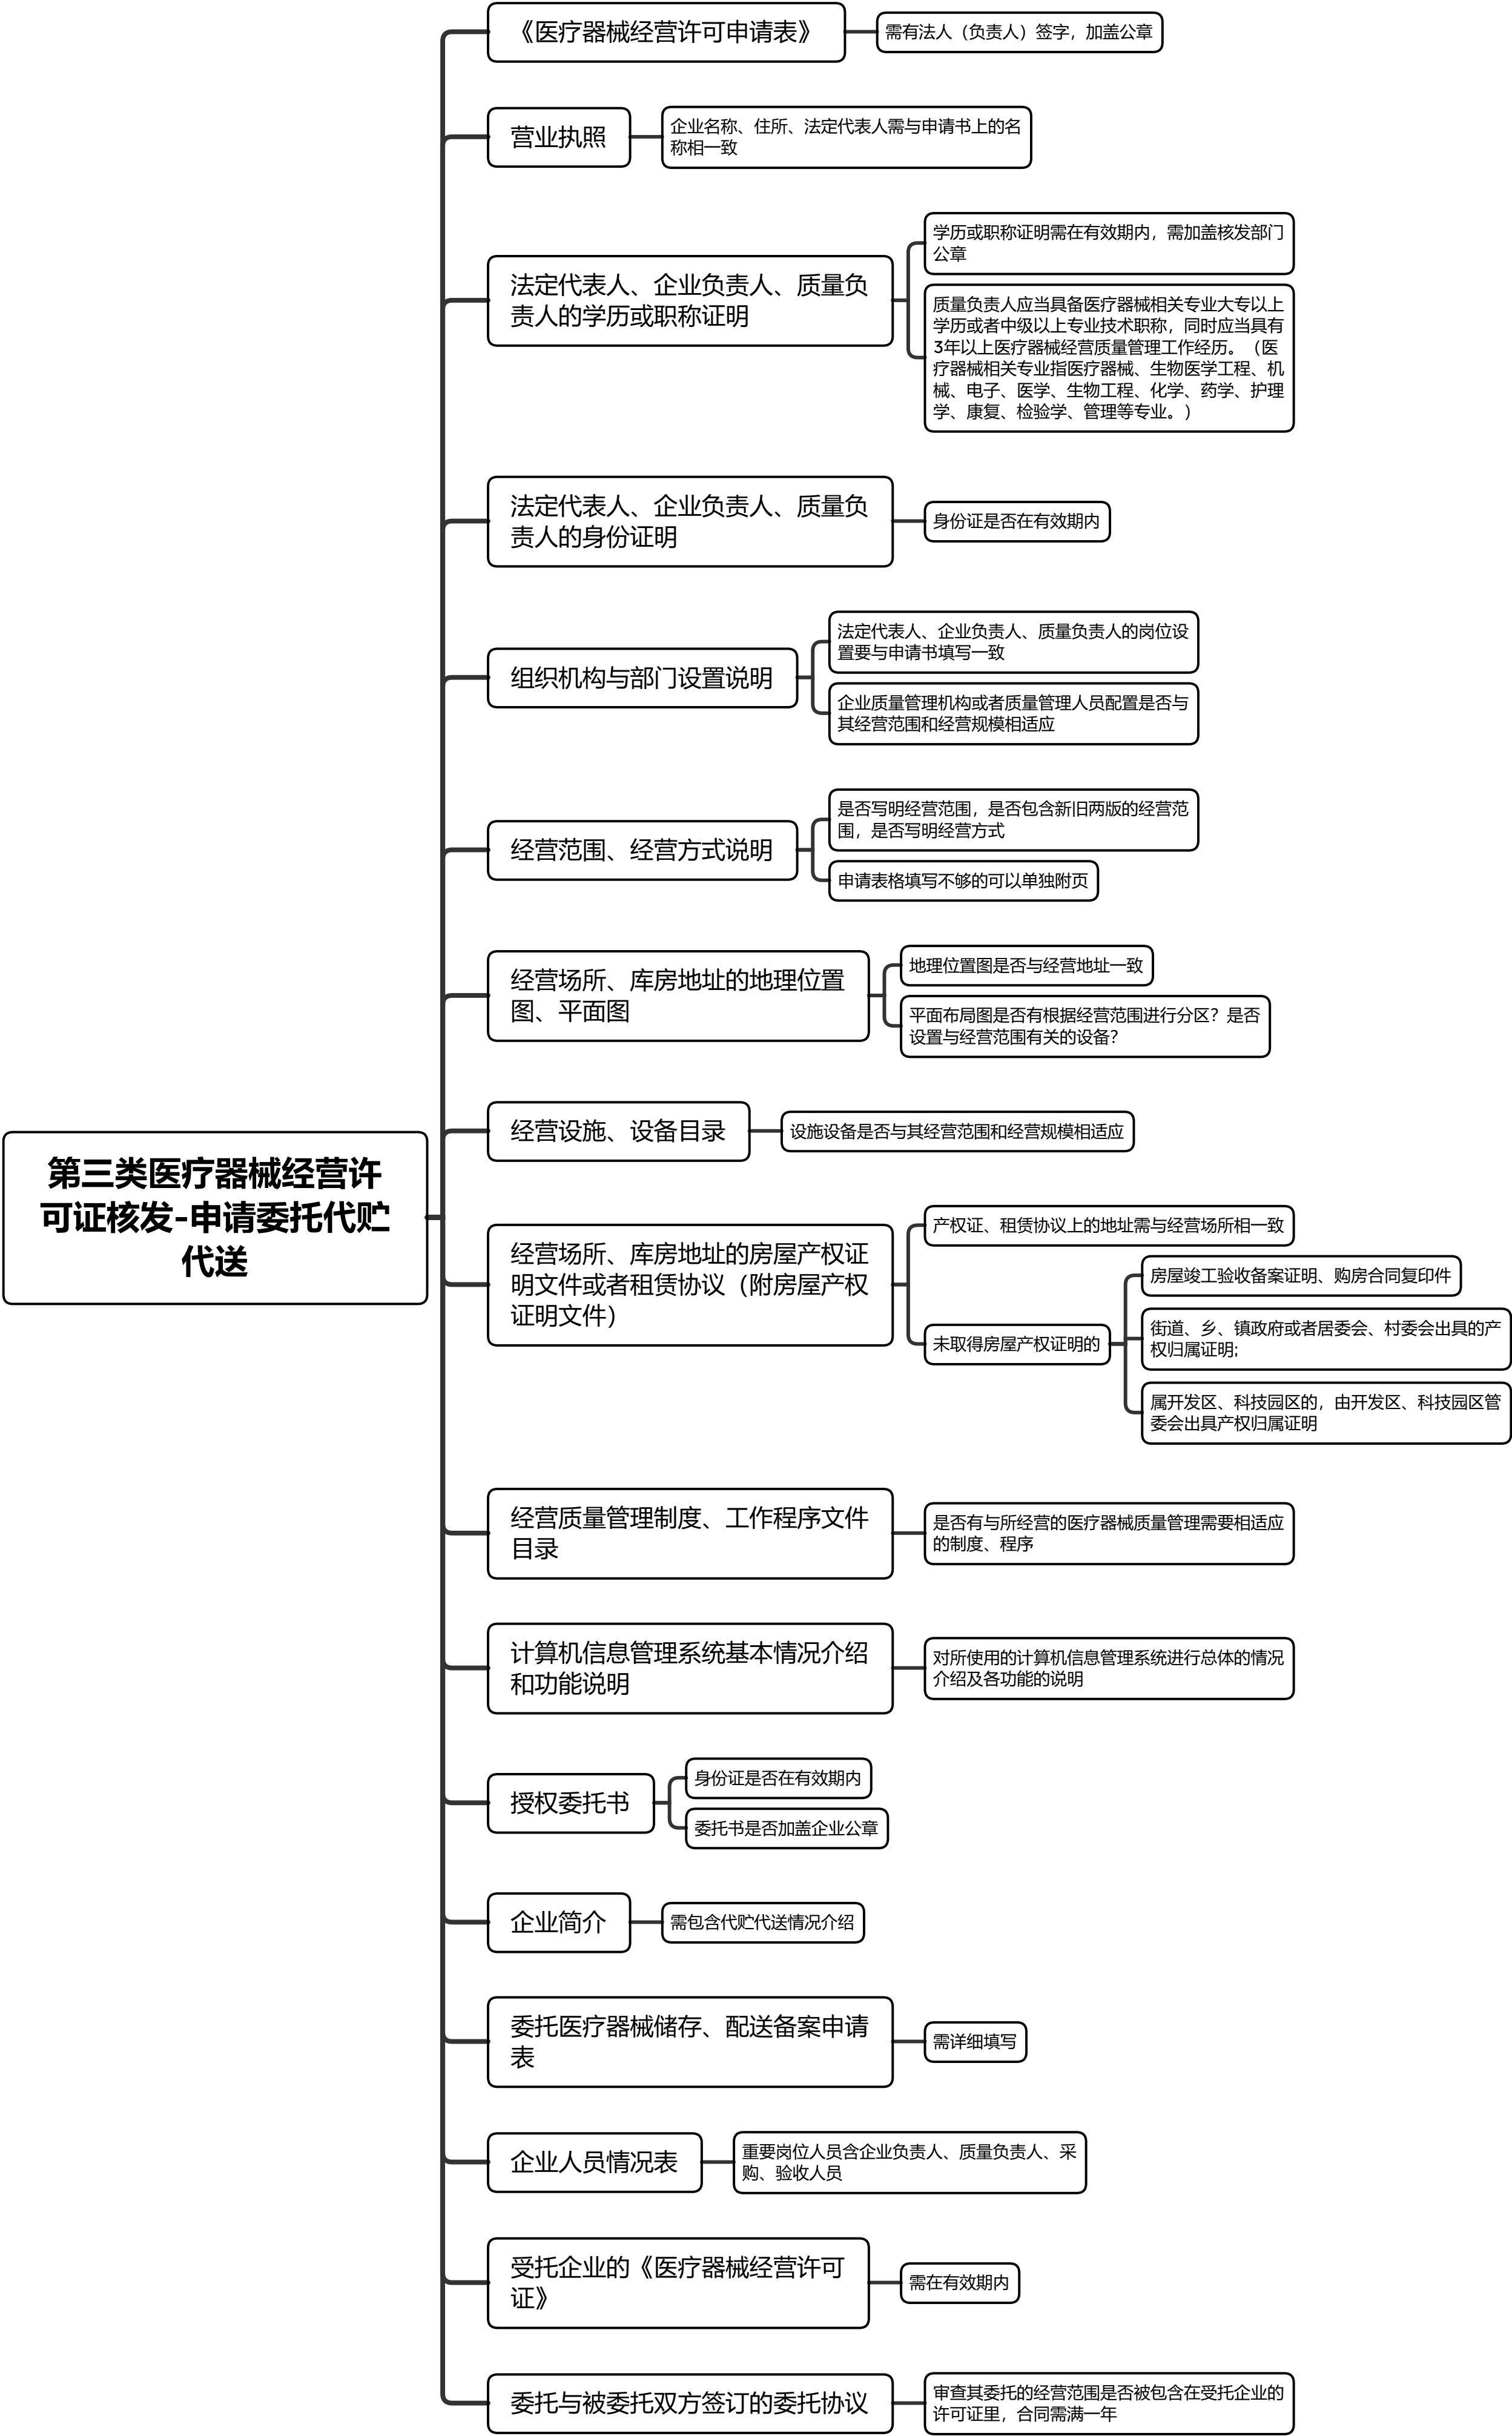 第三类医疗器械经营许
可证核发-申请委托代贮
代送
《医疗器械经营许可申请表》
需有法人（负责人）签字，加盖公章
营业执照
企业名称、住所、法定代表人需与申请书上的名
称相一致
法定代表人、企业负责人、质量负
责人的学历或职称证明
学历或职称证明需在有效期内，需加盖核发部门
公章
质量负责人应当具备医疗器械相关专业大专以上
学历或者中级以上专业技术职称，同时应当具有
3年以上医疗器械经营质量管理工作经历。（医
疗器械相关专业指医疗器械、生物医学工程、机
械、电子、医学、生物工程、化学、药学、护理
学、康复、检验学、管理等专业。）
法定代表人、企业负责人、质量负
责人的身份证明
身份证是否在有效期内
组织机构与部门设置说明
法定代表人、企业负责人、质量负责人的岗位设
置要与申请书填写一致
企业质量管理机构或者质量管理人员配置是否与
其经营范围和经营规模相适应
经营范围、经营方式说明
是否写明经营范围，是否包含新旧两版的经营范
围，是否写明经营方式
申请表格填写不够的可以单独附页
经营场所、库房地址的地理位置
图、平面图
地理位置图是否与经营地址一致
平面布局图是否有根据经营范围进行分区？是否
设置与经营范围有关的设备？
经营设施、设备目录
设施设备是否与其经营范围和经营规模相适应
经营场所、库房地址的房屋产权证
明文件或者租赁协议（附房屋产权
证明文件）
产权证、租赁协议上的地址需与经营场所相一致
未取得房屋产权证明的
房屋竣工验收备案证明、购房合同复印件
街道、乡、镇政府或者居委会、村委会出具的产
权归属证明;
属开发区、科技园区的，由开发区、科技园区管
委会出具产权归属证明
经营质量管理制度、工作程序文件
目录
是否有与所经营的医疗器械质量管理需要相适应
的制度、程序
计算机信息管理系统基本情况介绍
和功能说明
对所使用的计算机信息管理系统进行总体的情况
介绍及各功能的说明
授权委托书
身份证是否在有效期内
委托书是否加盖企业公章
企业简介
需包含代贮代送情况介绍
委托医疗器械储存、配送备案申请
表
需详细填写
企业人员情况表
重要岗位人员含企业负责人、质量负责人、采
购、验收人员
受托企业的《医疗器械经营许可
证》
需在有效期内
委托与被委托双方签订的委托协议
审查其委托的经营范围是否被包含在受托企业的
许可证里，合同需满一年